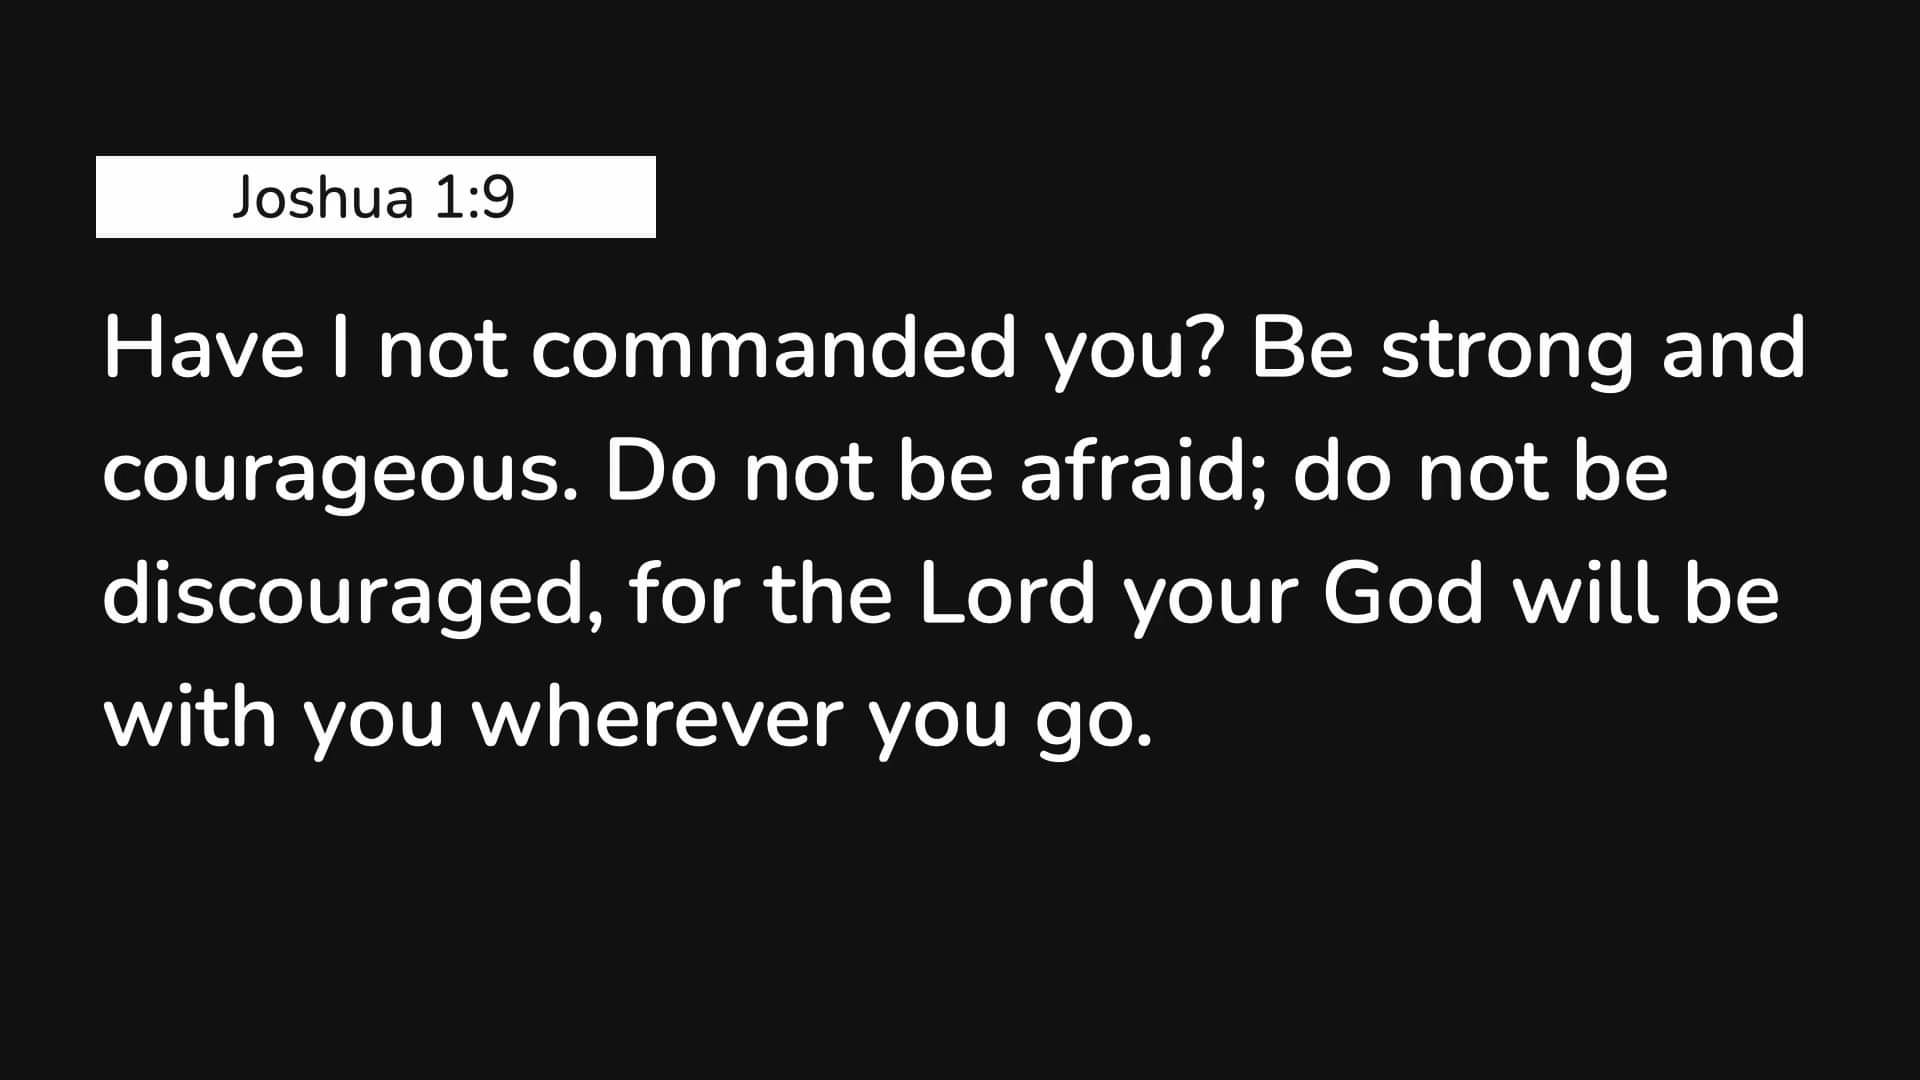 Joshua 1:9
Have I not commanded you? Be strong and
courageous. Do not be afraid; do not be
discouraged, for the Lord your God will be
with you wherever you go.